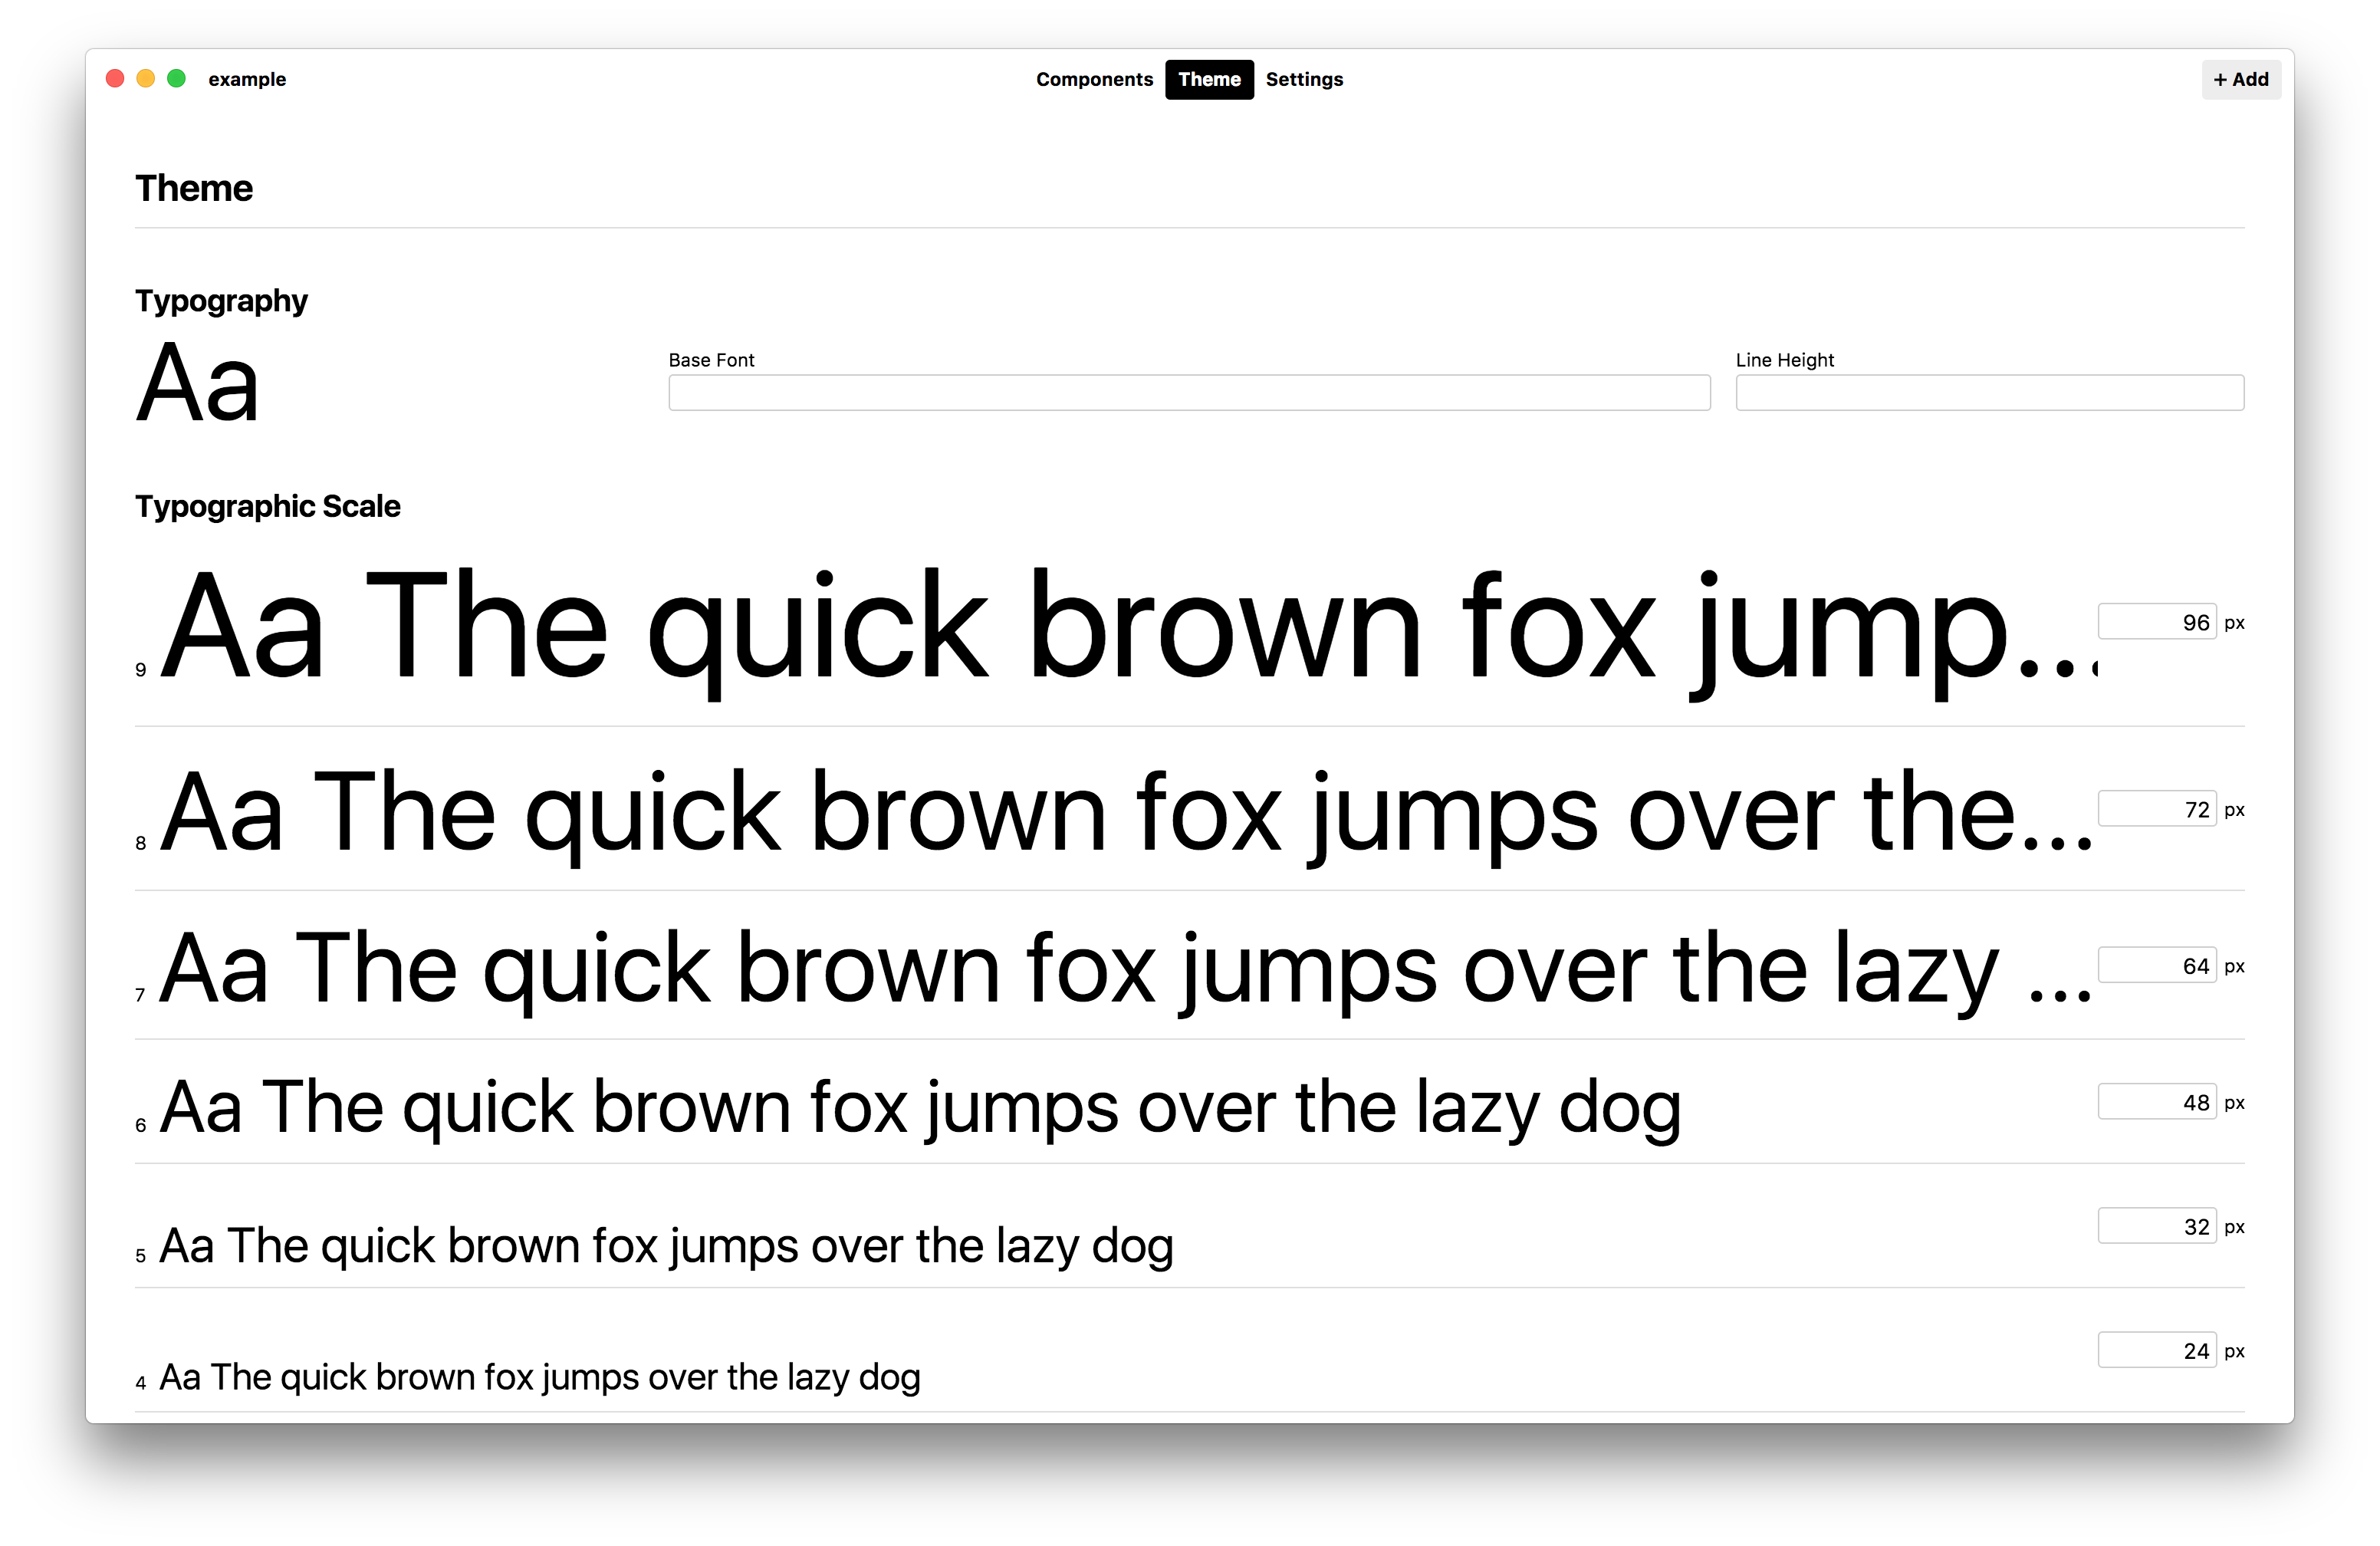 example Components Theme Settings + Add
Theme
Typography
Aa
Base Font Line Height
Typographic Scale
9 Aa The quick brown fox jump... 96 px
8 Aa The quick brown fox jumps over the... 72 px
7 Aa The quick brown fox jumps over the lazy ... 64 px
6 Aa The quick brown fox jumps over the lazy dog 48 px
5 Aa The quick brown fox jumps over the lazy dog 32 px
4 Aa The quick brown fox jumps over the lazy dog 24 px